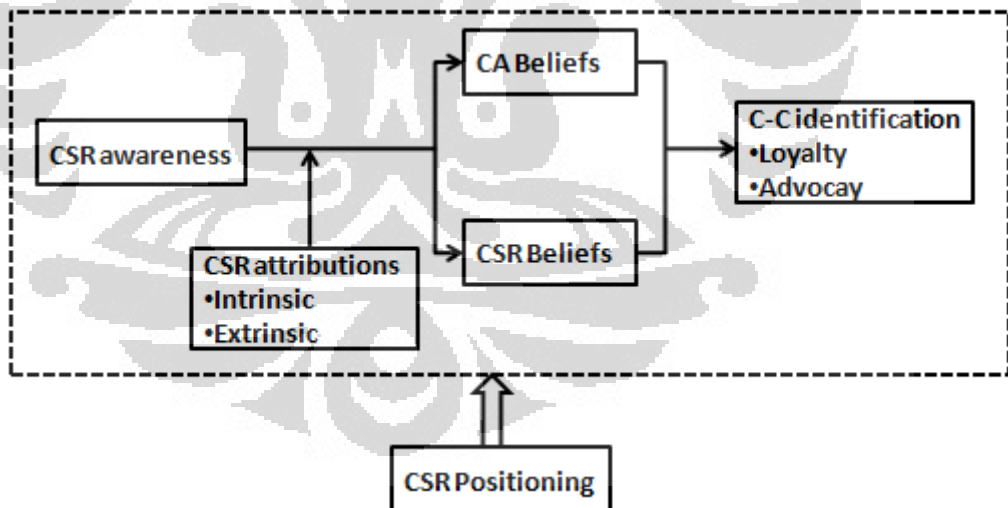 CA Beliefs
CSR awareness
C-C identification
•Loyalty
•Advocay
CSR Beliefs
CSR attributions
•Intrinsic
•Extrinsic
CSR Positioning